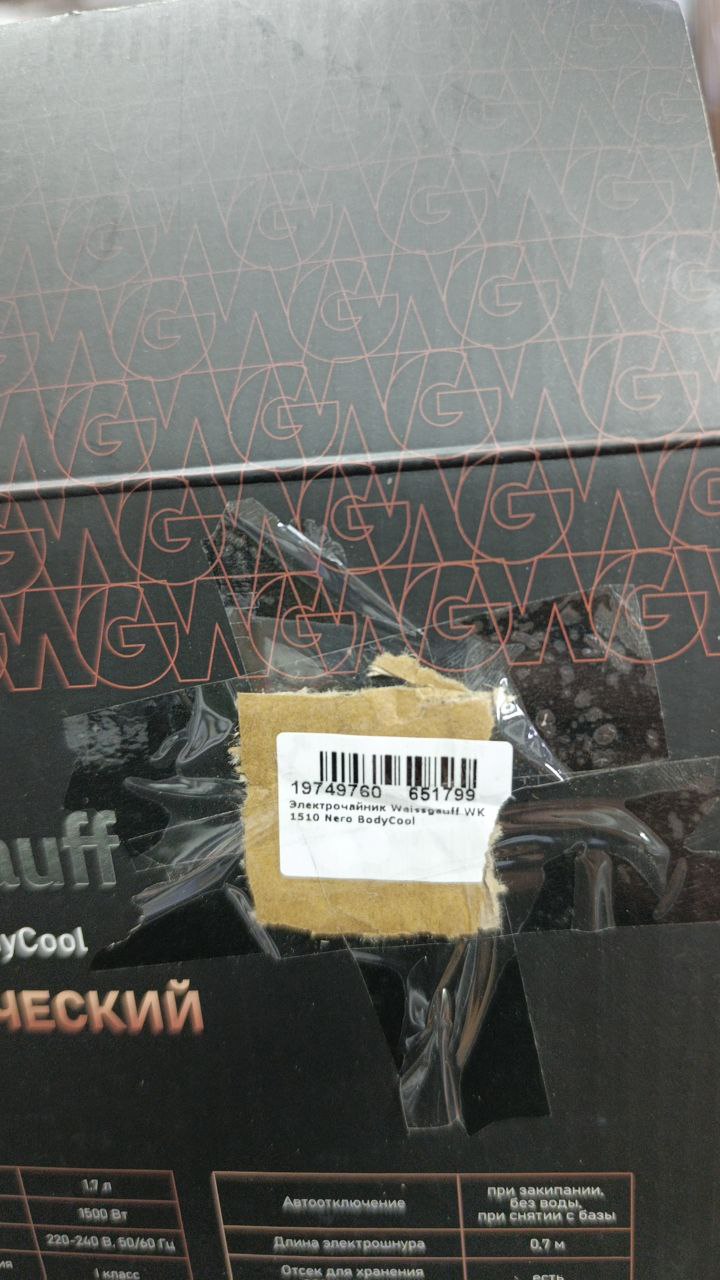 19749760 651799
Электрочайник Waissgauff WK
1510 Nero BodyCool
auff
yCool
ЧЕСКИЙ
1.7 л
1500 Вт
220-240 В, 50/60 Гц
I класс
Автоотключение
при закипании,
без воды,
при снятии с базы
Длина электрошнура
0,7 м
Отсек для хранения
есть